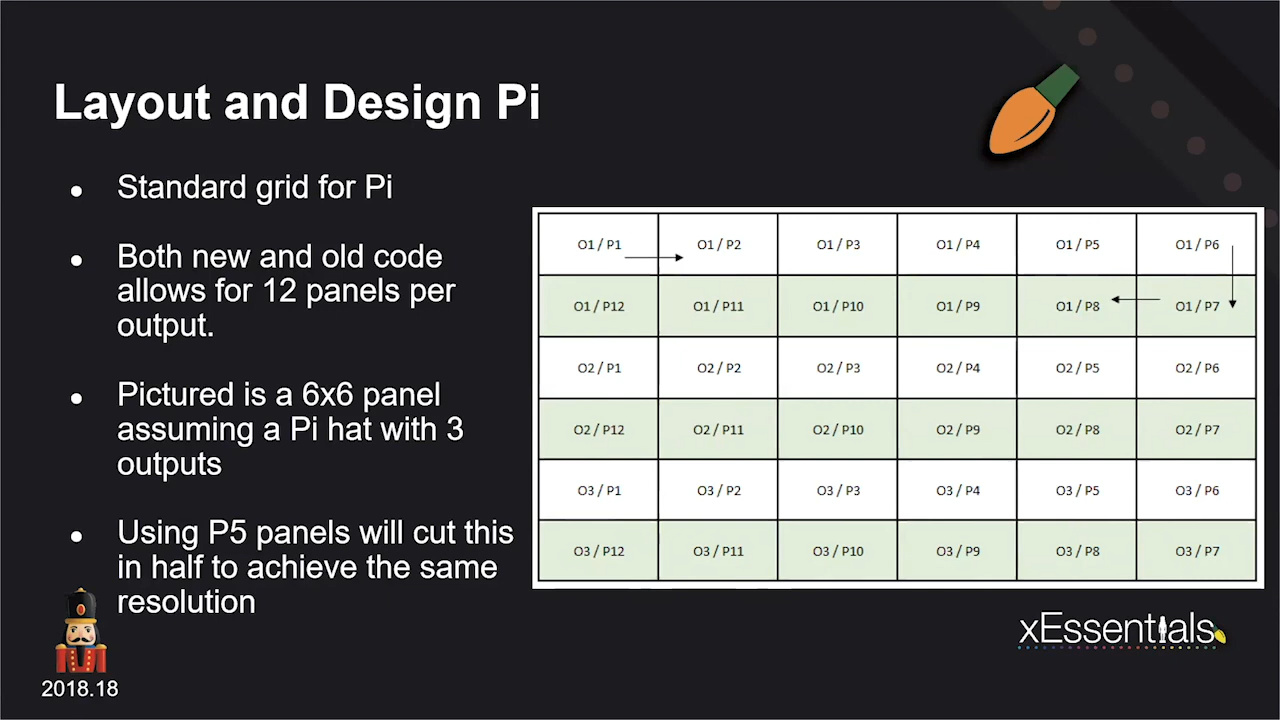 Layout and Design Pi
● Standard grid for Pi
● Both new and old code
allows for 12 panels per
output.
● Pictured is a 6x6 panel
assuming a Pi hat with 3
outputs
● Using P5 panels will cut this
in half to achieve the same
resolution
O1 / P1 O1 / P2 O1 / P3 O1 / P4 O1 / P5 O1 / P6
O1 / P12 O1 / P11 O1 / P10 O1 / P9 O1 / P8 O1 / P7
O2 / P1 O2 / P2 O2 / P3 O2 / P4 O2 / P5 O2 / P6
O2 / P12 O2 / P11 O2 / P10 O2 / P9 O2 / P8 O2 / P7
O3 / P1 O3 / P2 O3 / P3 O3 / P4 O3 / P5 O3 / P6
O3 / P12 O3 / P11 O3 / P10 O3 / P9 O3 / P8 O3 / P7
xEssentials
2018.18